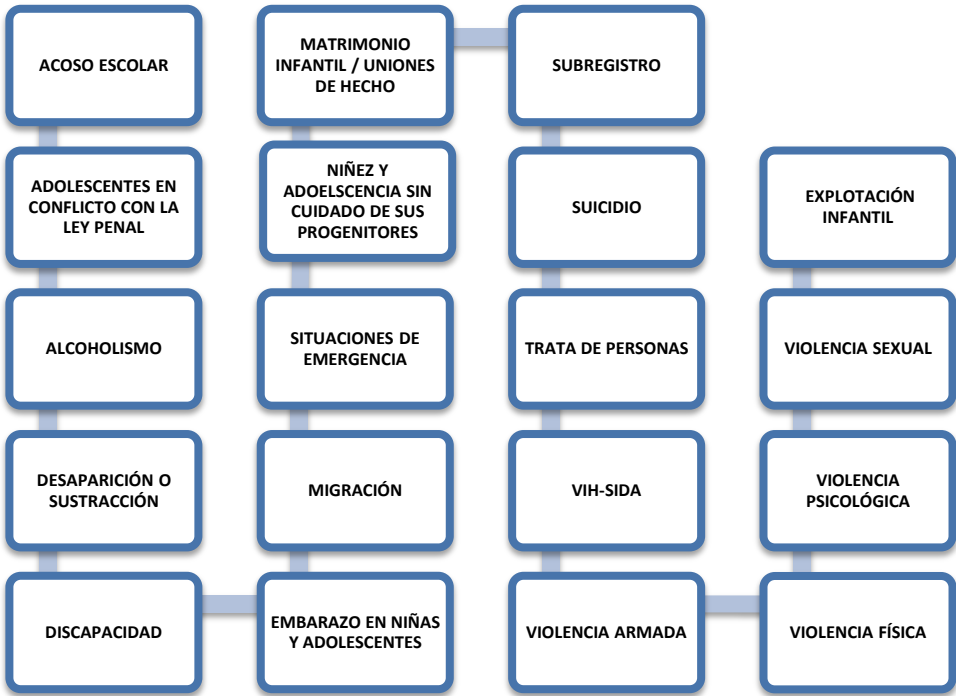 ACOSO ESCOLAR
ADOLESCENTES EN
CONFLICTO CON LA
LEY PENAL
ALCOHOLISMO
DESAPARICIÓN O
SUSTRACCIÓN
DISCAPACIDAD
EMBARAZO EN NIÑAS
Y ADOLESCENTES
MIGRACIÓN
SITUACIONES DE
EMERGENCIA
NIÑEZ Y
ADOELSCENCIA SIN
CUIDADO DE SUS
PROGENITORES
MATRIMONIO
INFANTIL / UNIONES
DE HECHO
SUBREGISTRO
SUICIDIO
TRATA DE PERSONAS
VIH-SIDA
VIOLENCIA ARMADA
VIOLENCIA FÍSICA
VIOLENCIA
PSICOLÓGICA
VIOLENCIA SEXUAL
EXPLOTACIÓN
INFANTIL